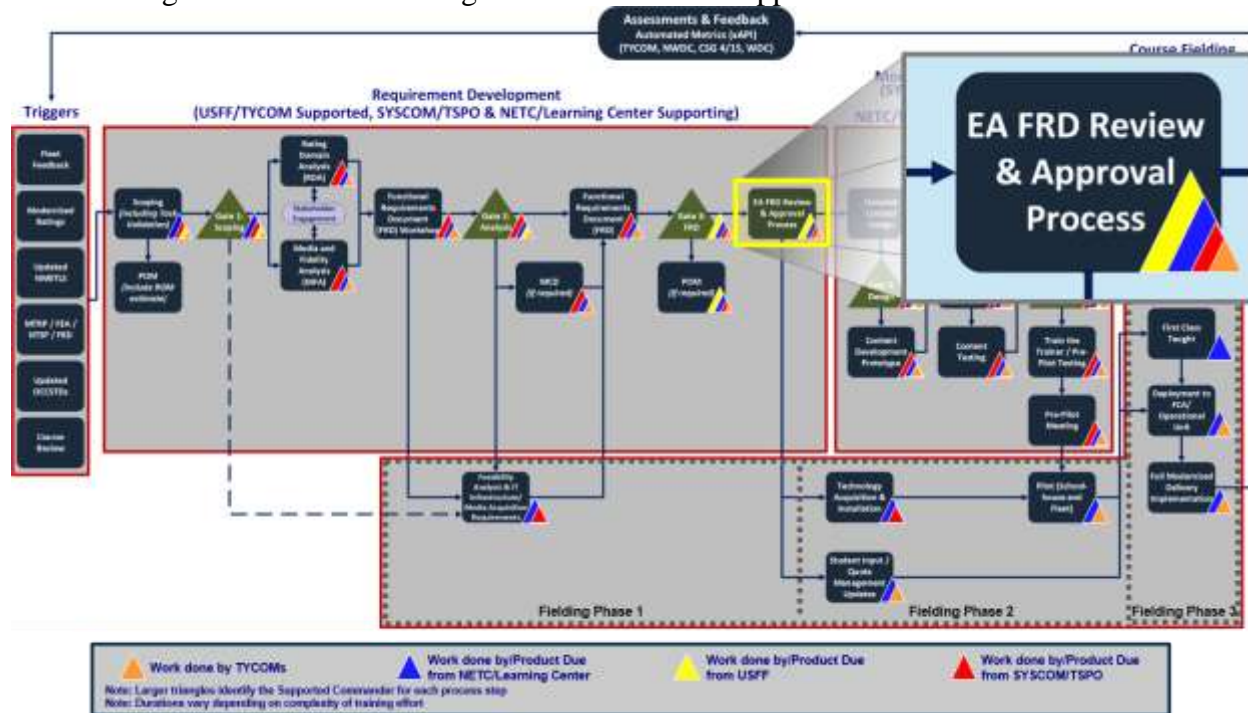 Assessments & Feedback
Automated Metrics (xAPI)
(TYCOM, NWDC, CSG 4/15, WDC)
Course Fielding
Requirement Development
(USFF/TYCOM Supported, SYSCOM/TSPO & NETC/Learning Center Supporting)
Triggers
Fleet
Feedback
Modernized
Ratings
Updated
NMETLS
Updated
OCCSTDs
Course
Review
Scoping
(Including Task
Gate 1:
Scoping
POM
(Include ROM
estimate)
Rating
Domain
Analysis
(RDA)
Stakeholder
Engagement
Media and
Fidelity
Analysis
(MFA)
Functional
Requirements
Document
(FRD) Workshop
Gate 2:
Analysis
MCD
(if required)
Functional
Requirements
Document
(FRD)
Gate 3:
FRD
POM
(if required)
EA FRD Review
& Approval
Process
EA FRD Review
& Approval
Process
Content
Development
Prototype
Content
Testing
Train the
Trainer / Pre-
Pilot Testing
Pre-Pilot
Meeting
First Class
Taught
Deployment to
FCA/
Operational
Unit
Full Modernized
Delivery
Implementation
Feasibility
Analysis & IT
Infrastructure/
Media Acquisition
Requirements
Technology
Acquisition &
Installation
Pilot (School-
house and
Fleet)
Student Input /
Quota
Management
Updates
Fielding Phase 1
Fielding Phase 2
Fielding Phase 3
Work done by TYCOMs
Work done by/Product Due
from NETC/Learning Center
Work done by/Product Due
from USFF
Work done by/Product Due
from SYSCOM/TSPO
Note: Larger triangles identify the Supported Commander for each process step
Note: Durations vary depending on complexity of training effort